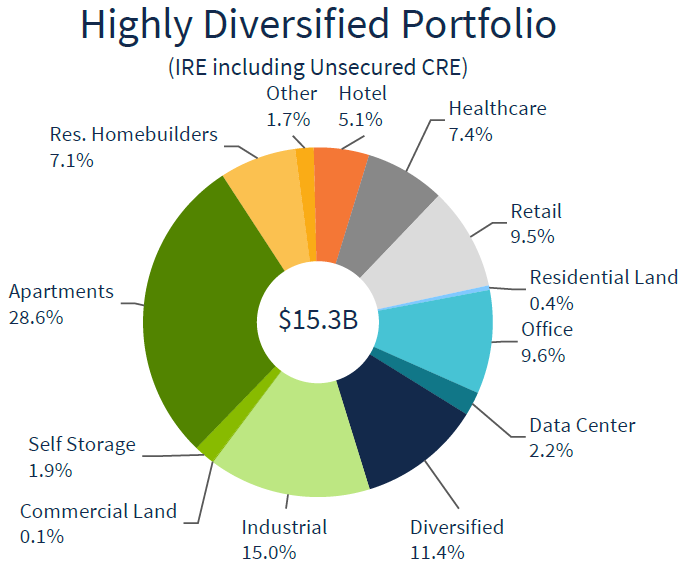 Highly Diversified Portfolio
(IRE including Unsecured CRE)
Other
1.7%
Hotel
5.1%
Healthcare
7.4%
Res. Homebuilders
7.1%
Retail
9.5%
Residential Land
0.4%
Apartments
28.6%
$15.3B
Office
9.6%
Data Center
2.2%
Self Storage
1.9%
Commercial Land
0.1%
Industrial
15.0%
Diversified
11.4%